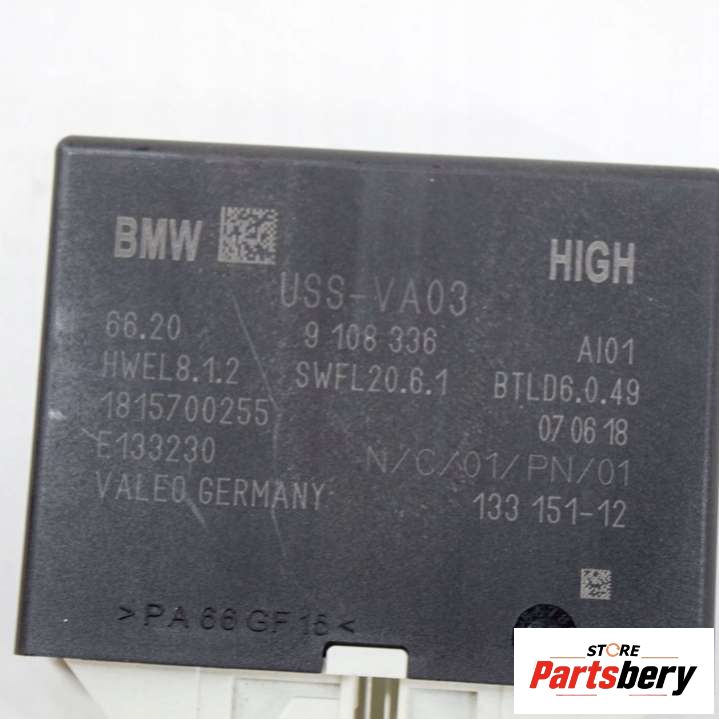 BMW HIGH
USS-VA03
66.20 9 108 336 AI01
HWEL8.1.2 SWFL20.6.1 BTLD6.0.49
1815700255 07 06 18
E133230 N/C/01/PN/01
VALEO GERMANY 133 151-12
>PA 66 GF 16<
STORE
Partsbery